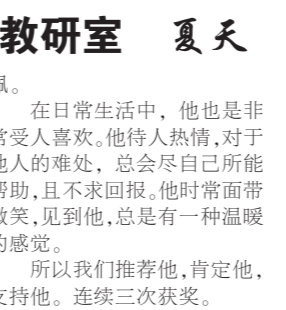 教研室 夏天
佩。
在日常生活中，他也是非
常受人喜欢。他待人热情，对于
他人的难处，总会尽自己所能
帮助，且不求回报。他时常面带
微笑，见到他，总是有一种温暖
的感觉。
所以我们推荐他，肯定他，
支持他。连续三次获奖。